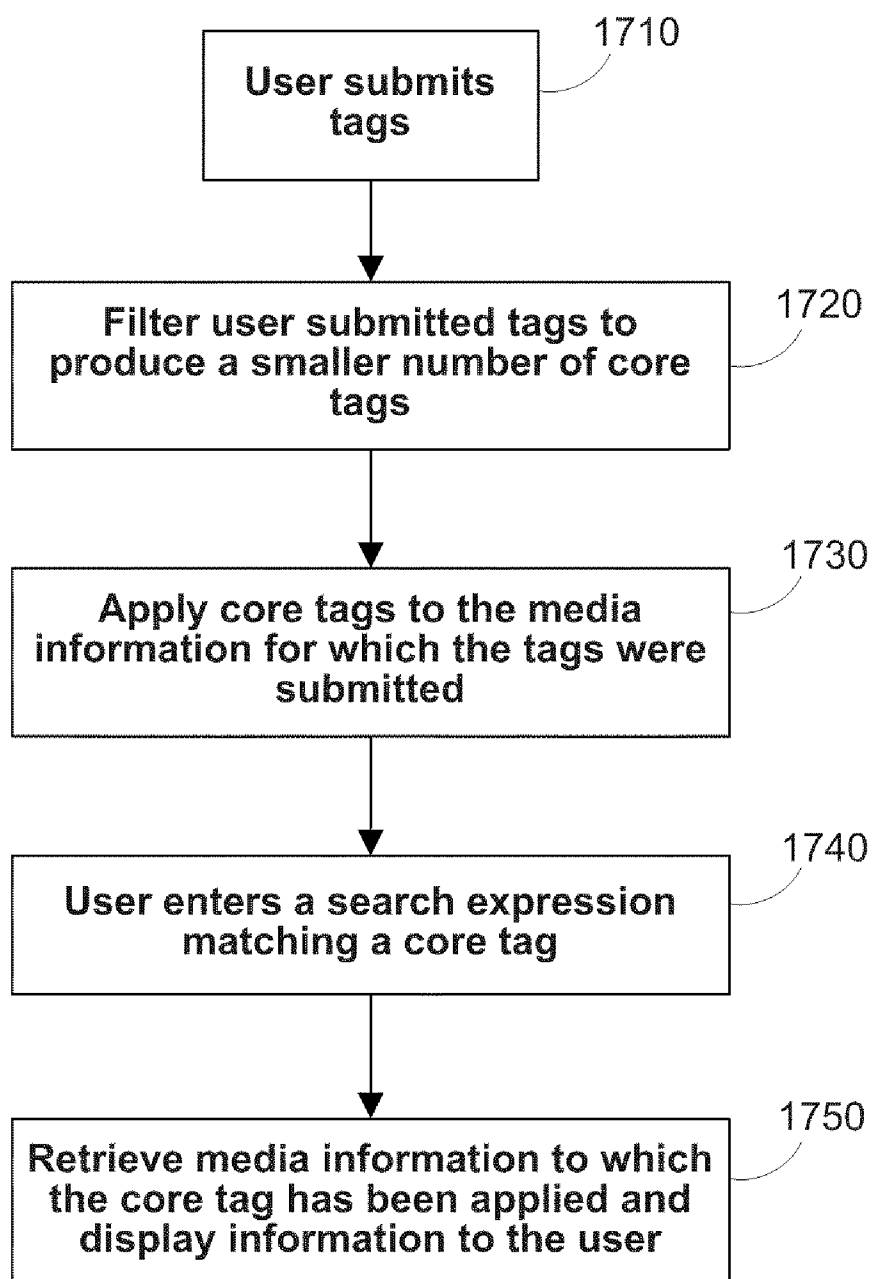 1710
User submits
tags
1720
Filter user submitted tags to
produce a smaller number of core
tags
1730
Apply core tags to the media
information for which the tags were
submitted
1740
User enters a search expression
matching a core tag
1750
Retrieve media information to which
the core tag has been applied and
display information to the user